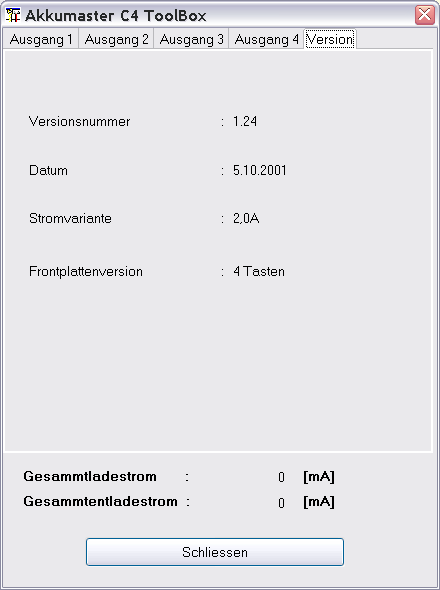 Akkumaster C4 ToolBox
Ausgang 1 Ausgang 2 Ausgang 3 Ausgang 4 Version
Versionsnummer : 1.24
Datum : 5.10.2001
Stromvariante : 2,0A
Frontplattenversion : 4 Tasten
Gesammtladestrom : 0 [mA]
Gesammtentladestrom : 0 [mA]
Schliessen